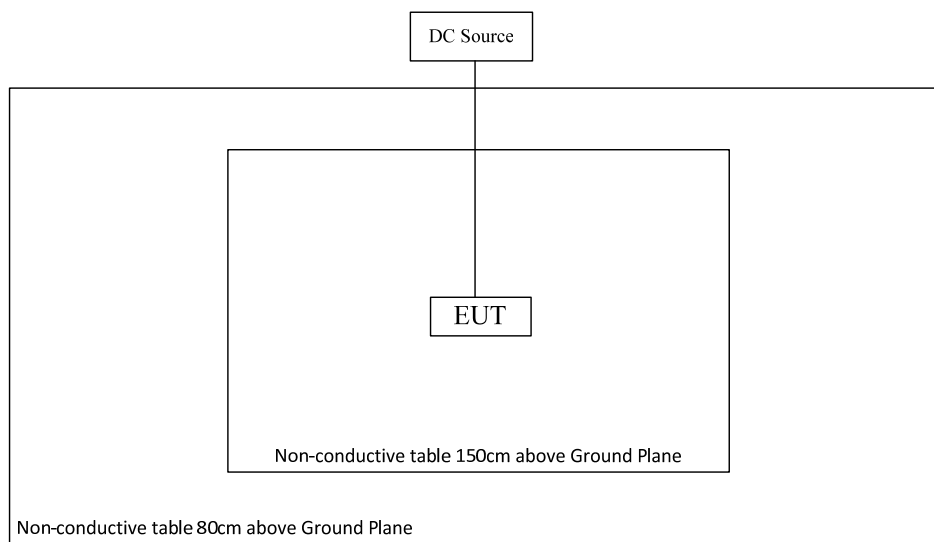 DC Source
EUT
Non-conductive table 150cm above Ground Plane
Non-conductive table 80cm above Ground Plane